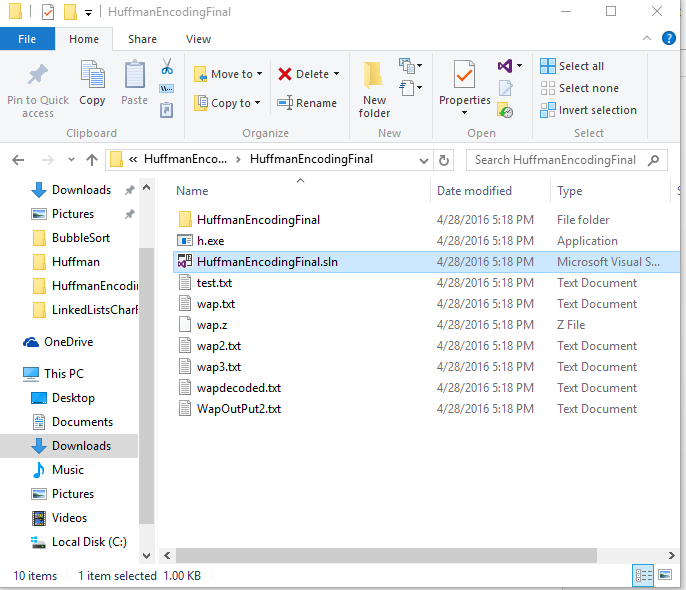 HuffmanEncodingFinal
File Home Share View
Pin to Quick access
Copy
Paste
Clipboard
Move to
Copy to
Delete
Rename
Organize
New folder
New
Properties
Open
Select all
Select none
Invert selection
Select
« HuffmanEnco... > HuffmanEncodingFinal
Search HuffmanEncodingFinal
Downloads
Pictures
BubbleSort
Huffman
HuffmanEncodin
LinkedListsCharF
OneDrive
This PC
Desktop
Documents
Downloads
Music
Pictures
Videos
Local Disk (C:)
Name Date modified Type S
HuffmanEncodingFinal 4/28/2016 5:18 PM File folder
h.exe 4/28/2016 5:18 PM Application
HuffmanEncodingFinal.sln 4/28/2016 5:18 PM Microsoft Visual S...
test.txt 4/28/2016 5:18 PM Text Document
wap.txt 4/28/2016 5:18 PM Text Document
wap.z 4/28/2016 5:18 PM Z File
wap2.txt 4/28/2016 5:18 PM Text Document
wap3.txt 4/28/2016 5:18 PM Text Document
wapdecoded.txt 4/28/2016 5:18 PM Text Document
WapOutPut2.txt 4/28/2016 5:18 PM Text Document
10 items 1 item selected 1.00 KB